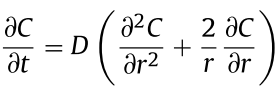 ∂C/∂t = D ( ∂²C/∂r² + 2/r ∂C/∂r )